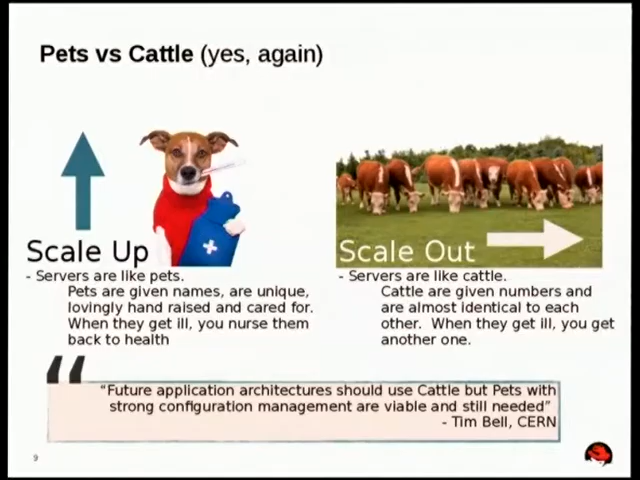 Pets vs Cattle (yes, again)
Scale Up
- Servers are like pets.
Pets are given names, are unique,
lovingly hand raised and cared for.
When they get ill, you nurse them
back to health
Scale Out
- Servers are like cattle.
Cattle are given numbers and
are almost identical to each
other. When they get ill, you get
another one.
“Future application architectures should use Cattle but Pets with
strong configuration management are viable and still needed”
- Tim Bell, CERN
9